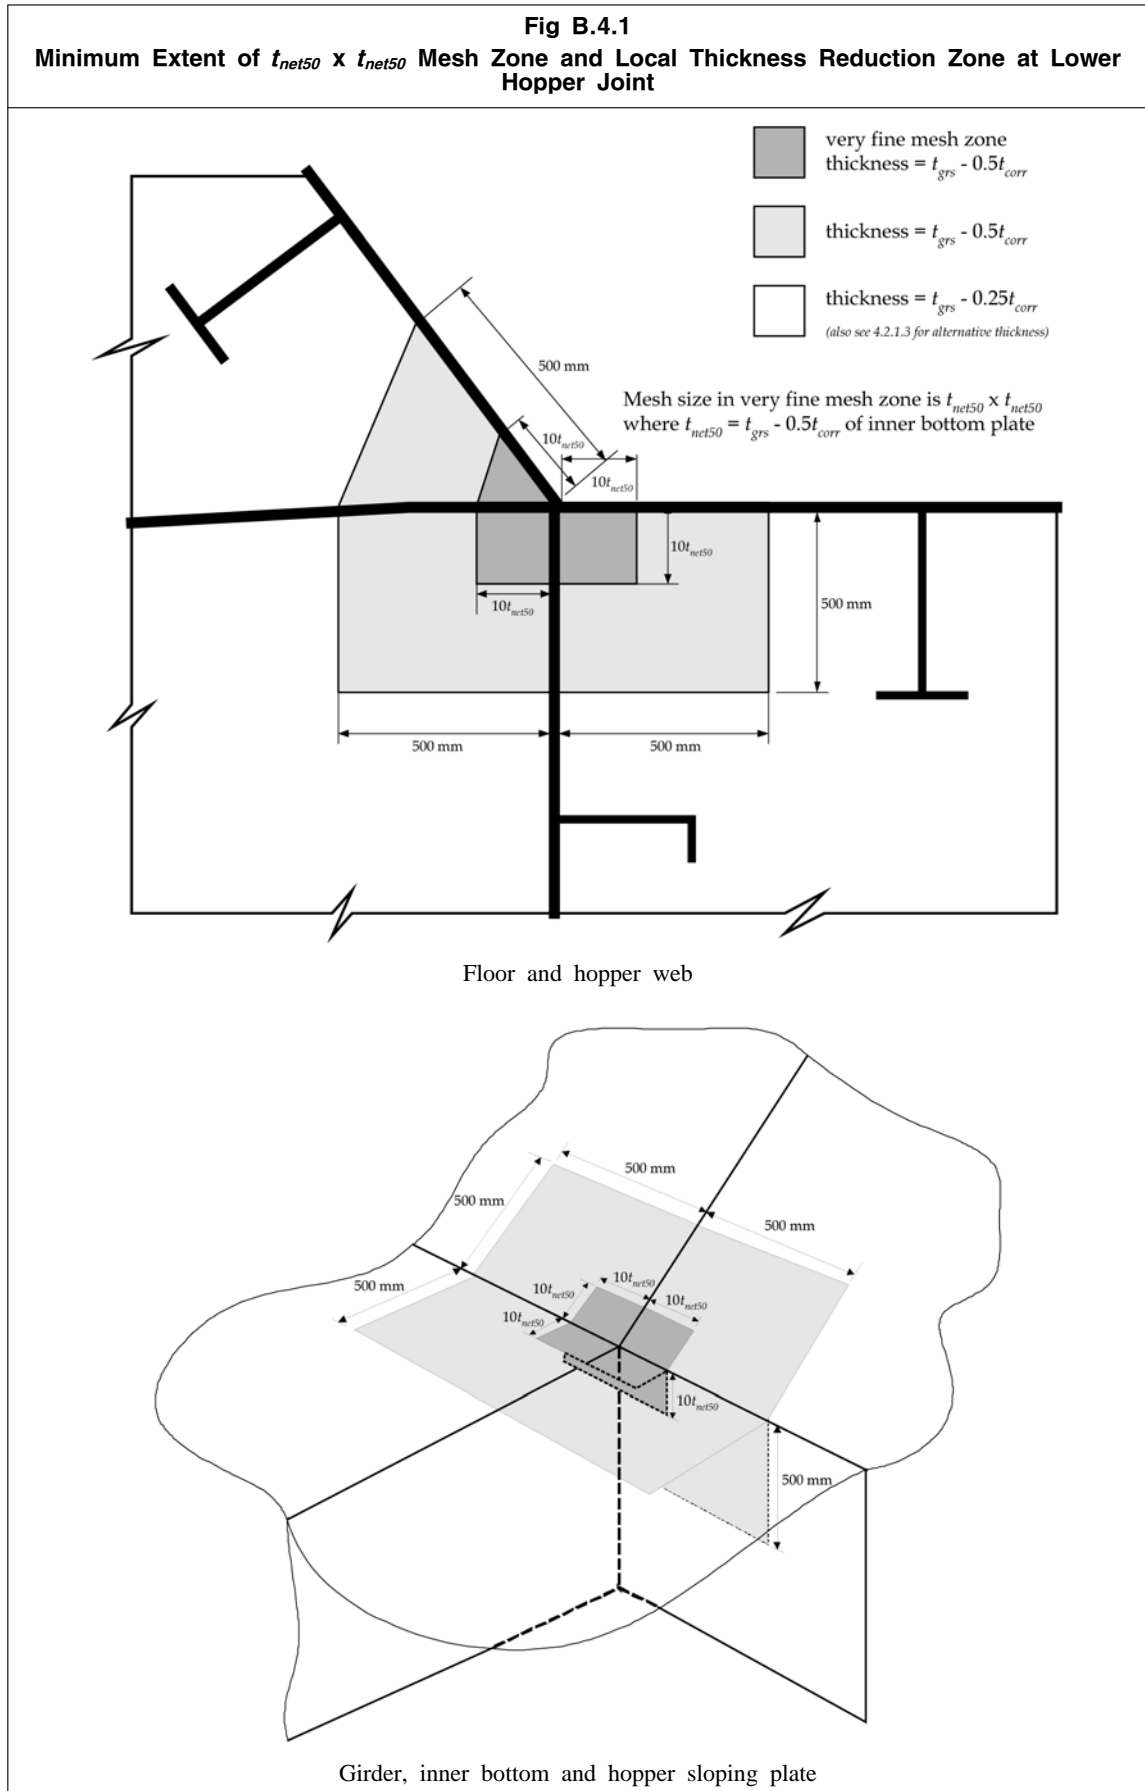 Fig B.4.1
Minimum Extent of tnet50 x tnet50 Mesh Zone and Local Thickness Reduction Zone at Lower
Hopper Joint
very fine mesh zone
thickness = tgrs - 0.5tcorr
thickness = tgrs - 0.5tcorr
thickness = tgrs - 0.25tcorr
(also see 4.2.1.3 for alternative thickness)
500 mm
Mesh size in very fine mesh zone is tnet50 x tnet50
where tnet50 = tgrs - 0.5tcorr of inner bottom plate
10tnet50
10tnet50
10tnet50
10tnet50
500 mm
500 mm
500 mm
Floor and hopper web
500 mm
500 mm
500 mm
500 mm
10tnet50
10tnet50
10tnet50
10tnet50
10tnet50
500 mm
Girder, inner bottom and hopper sloping plate